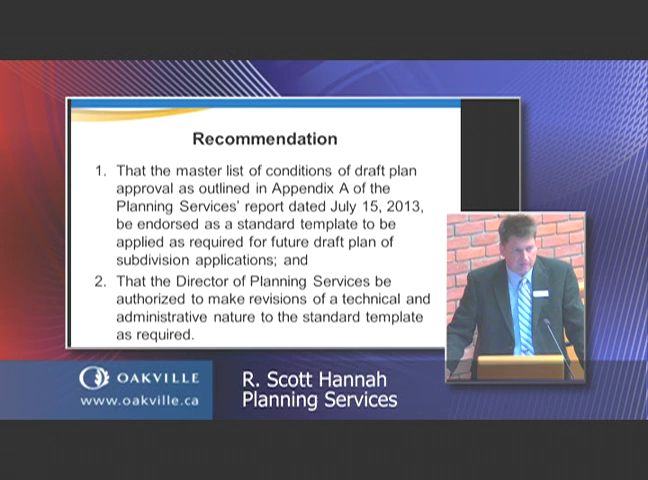 Recommendation
1. That the master list of conditions of draft plan
approval as outlined in Appendix A of the
Planning Services' report dated July 15, 2013,
be endorsed as a standard template to be
applied as required for future draft plan of
subdivision applications; and
2. That the Director of Planning Services be
authorized to make revisions of a technical and
administrative nature to the standard template
as required.
OAKVILLE
www.oakville.ca
R. Scott Hannah
Planning Services